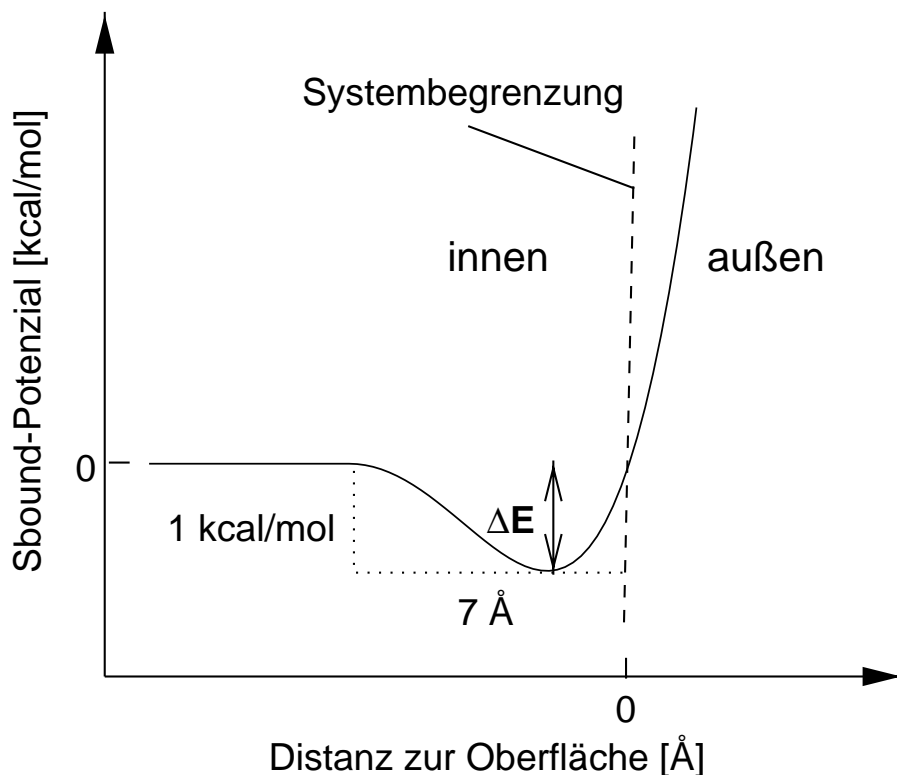 Systembegrenzung
Sbound-Potenzial [kcal/mol]
innen
außen
0
1 kcal/mol
ΔE
7 Å
0
Distanz zur Oberfläche [Å]